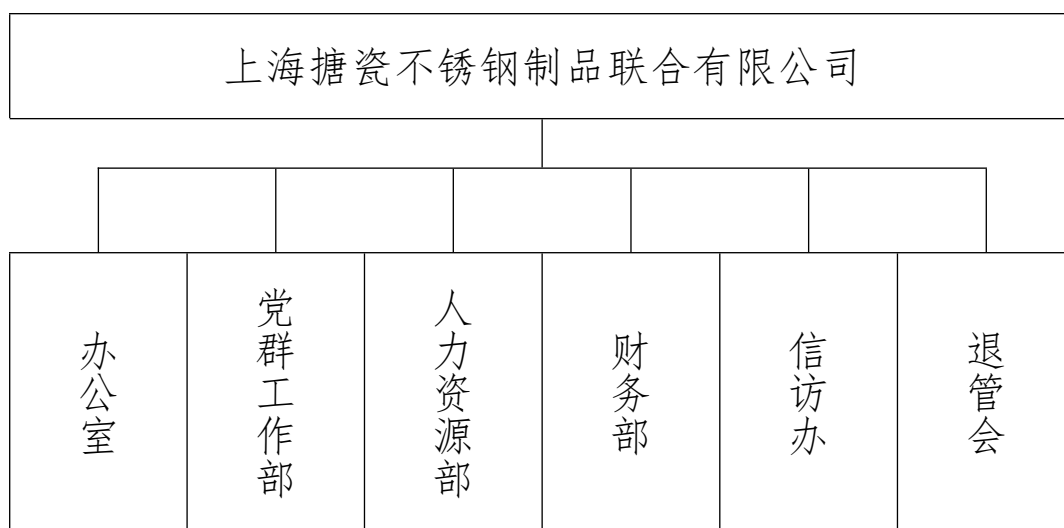 上海搪瓷不锈钢制品联合有限公司
办公室
党群工作部
人力资源部
财务部
信访办
退管会